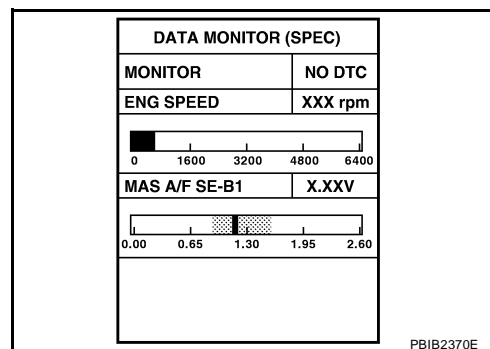 DATA MONITOR (SPEC)
MONITOR NO DTC
ENG SPEED XXX rpm
0 1600 3200 4800 6400
MAS A/F SE-B1 X.XXV
0.00 0.65 1.30 1.95 2.60
PBIB2370E